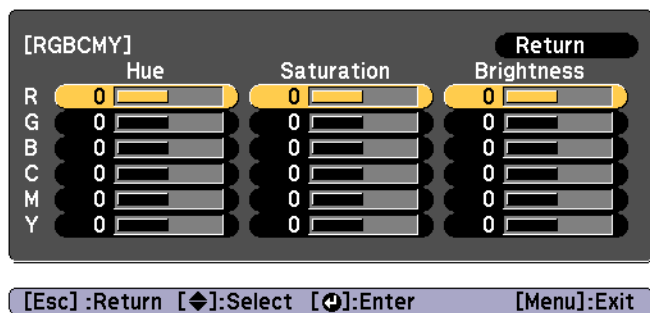 [RGBCMY] Return
Hue Saturation Brightness
R 0 0 0
G 0 0 0
B 0 0 0
C 0 0 0
M 0 0 0
Y 0 0 0
[Esc] :Return [◆]:Select [⏎]:Enter [Menu]:Exit